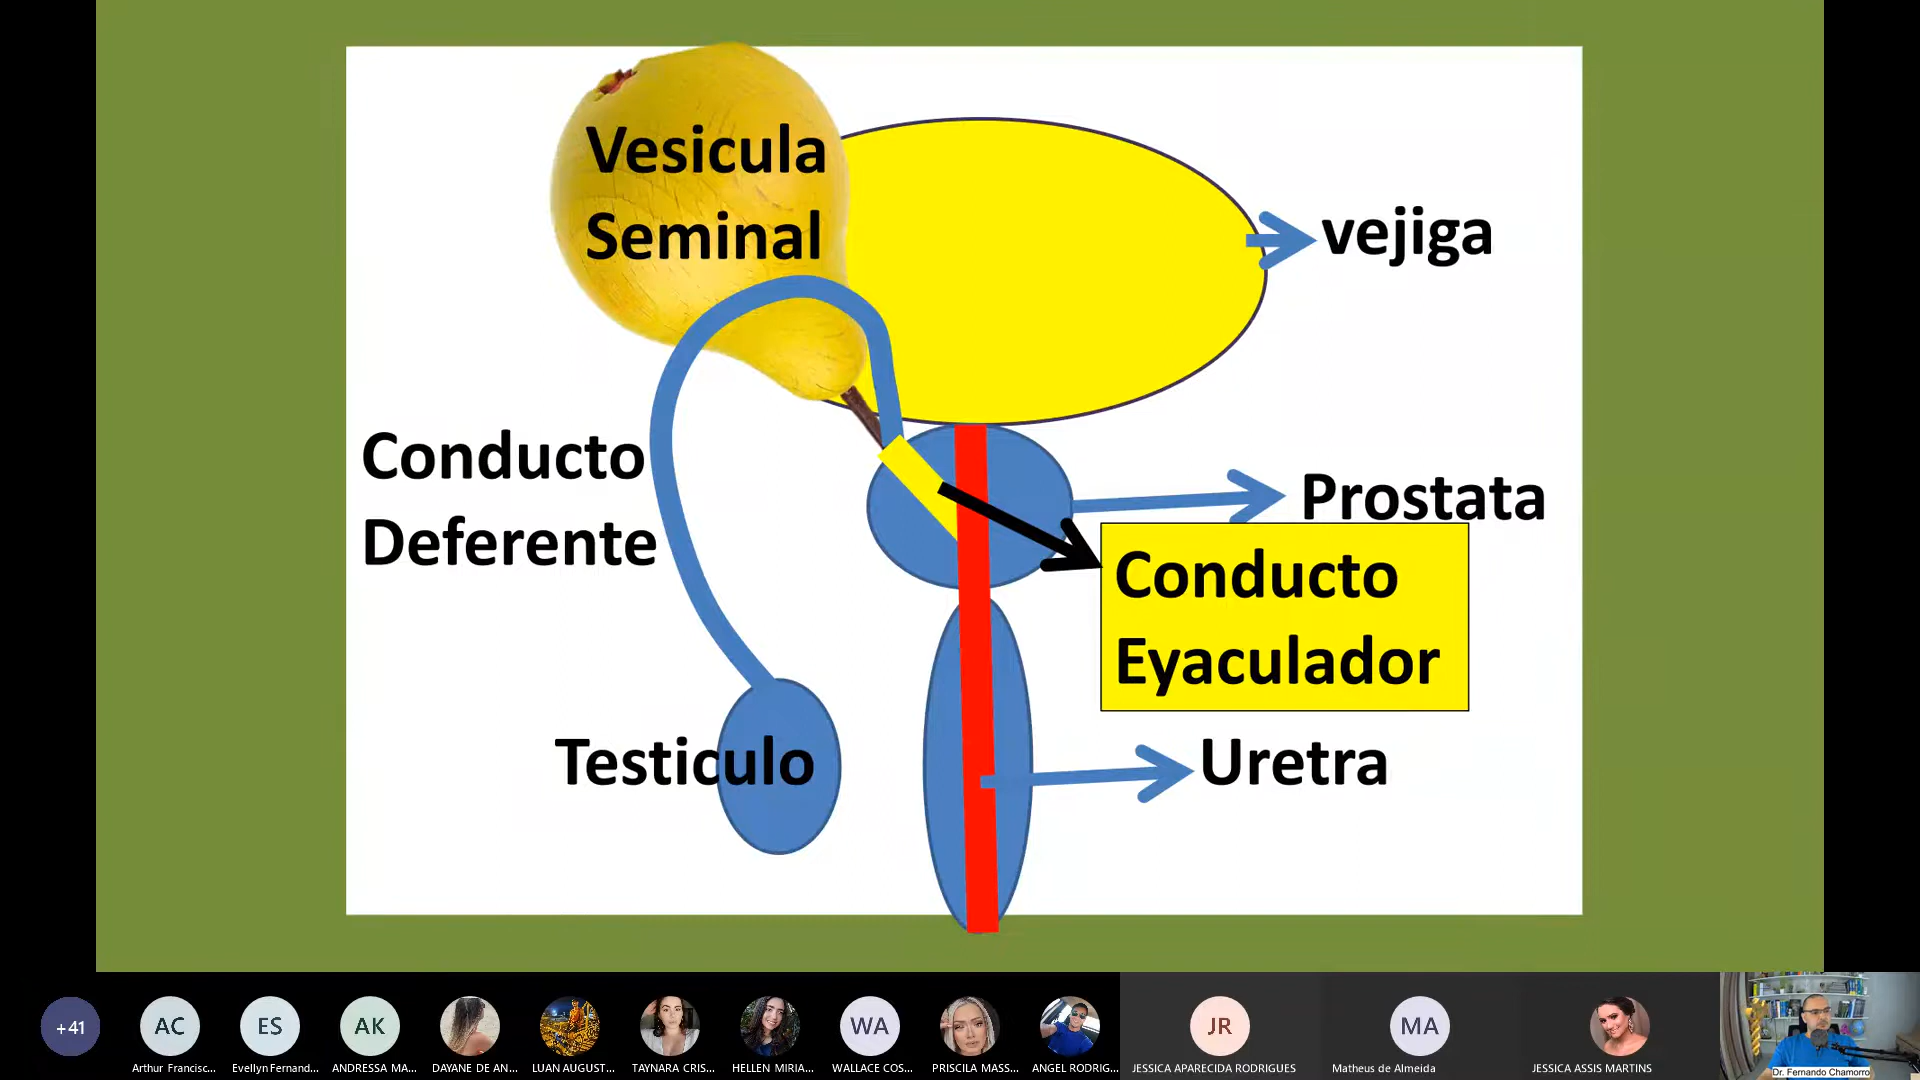 Vesicula
Seminal
vejiga
Conducto
Deferente
Prostata
Conducto
Eyaculador
Testiculo
Uretra
+41
AC
ES
AK
WA
JR
MA
Arthur Francisc...
Evellyn Fernand...
ANDRESSA MA...
DAYANE DE AN...
LUAN AUGUST...
TAYNARA CRIS...
HELLEN MIRIA...
WALLACE COS...
PRISCILA MASS...
ANGEL RODRIG...
JESSICA APARECIDA RODRIGUES
Matheus de Almeida
JESSICA ASSIS MARTINS
Dr. Fernando Chamorro